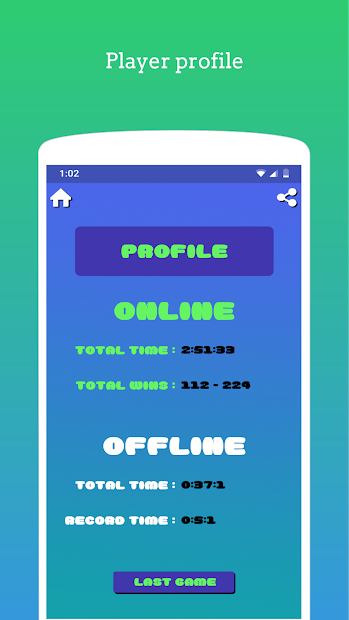 Player profile
1:02
PROFILE
ONLINE
TOTAL TIME : 2:51:33
TOTAL WINS : 112 - 224
OFFLINE
TOTAL TIME : 0:37:1
RECORD TIME : 0:5:1
LAST GAME